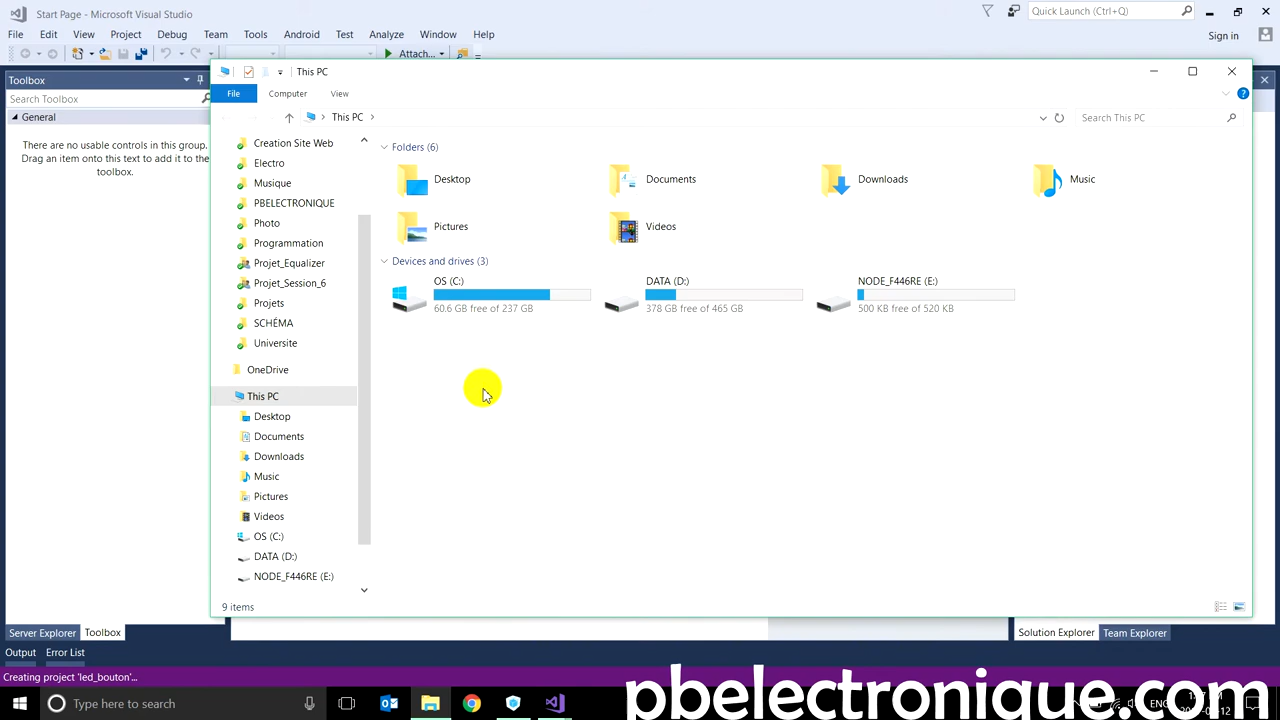 Start Page - Microsoft Visual Studio
Quick Launch (Ctrl+Q)
File Edit View Project Debug Team Tools Android Test Analyze Window Help
Sign in
Attach...
Toolbox
Search Toolbox
General
There are no usable controls in this group.
Drag an item onto this text to add it to the
toolbox.
This PC
File Computer View
This PC
Search This PC
Creation Site Web
Electro
Musique
PBELECTRONIQUE
Photo
Programmation
Projet_Equalizer
Projet_Session_6
Projets
SCHÉMA
Universite
OneDrive
This PC
Desktop
Documents
Downloads
Music
Pictures
Videos
OS (C:)
DATA (D:)
NODE_F446RE (E:)
Folders (6)
Desktop
Documents
Downloads
Music
Pictures
Videos
Devices and drives (3)
OS (C:)
60.6 GB free of 237 GB
DATA (D:)
378 GB free of 465 GB
NODE_F446RE (E:)
500 KB free of 520 KB
9 items
Server Explorer Toolbox
Solution Explorer Team Explorer
Output Error List
Creating project 'led_bouton'...
Type here to search
pbelectronique.com